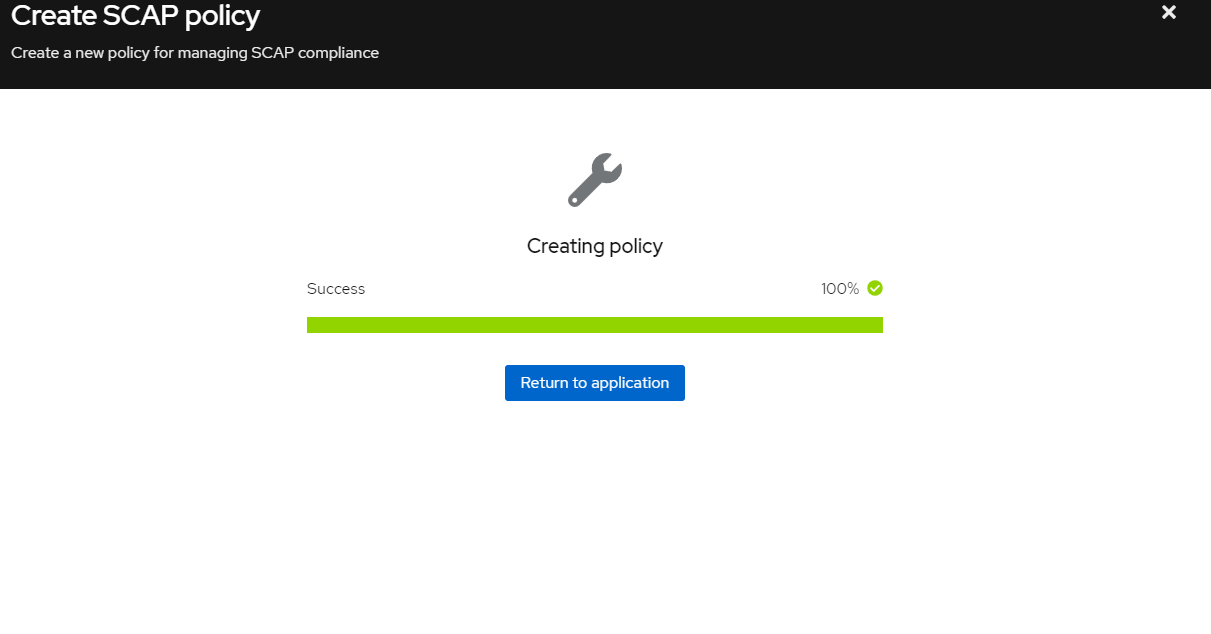 Create SCAP policy
Create a new policy for managing SCAP compliance
Creating policy
Success 100%
Return to application